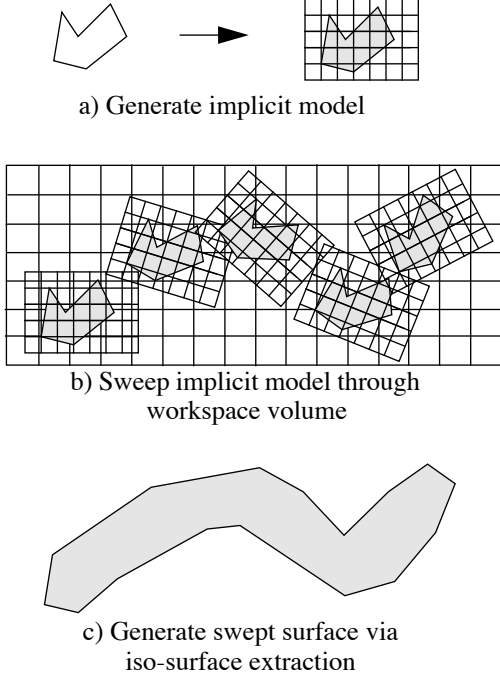 a) Generate implicit model
b) Sweep implicit model through
workspace volume
c) Generate swept surface via
iso-surface extraction